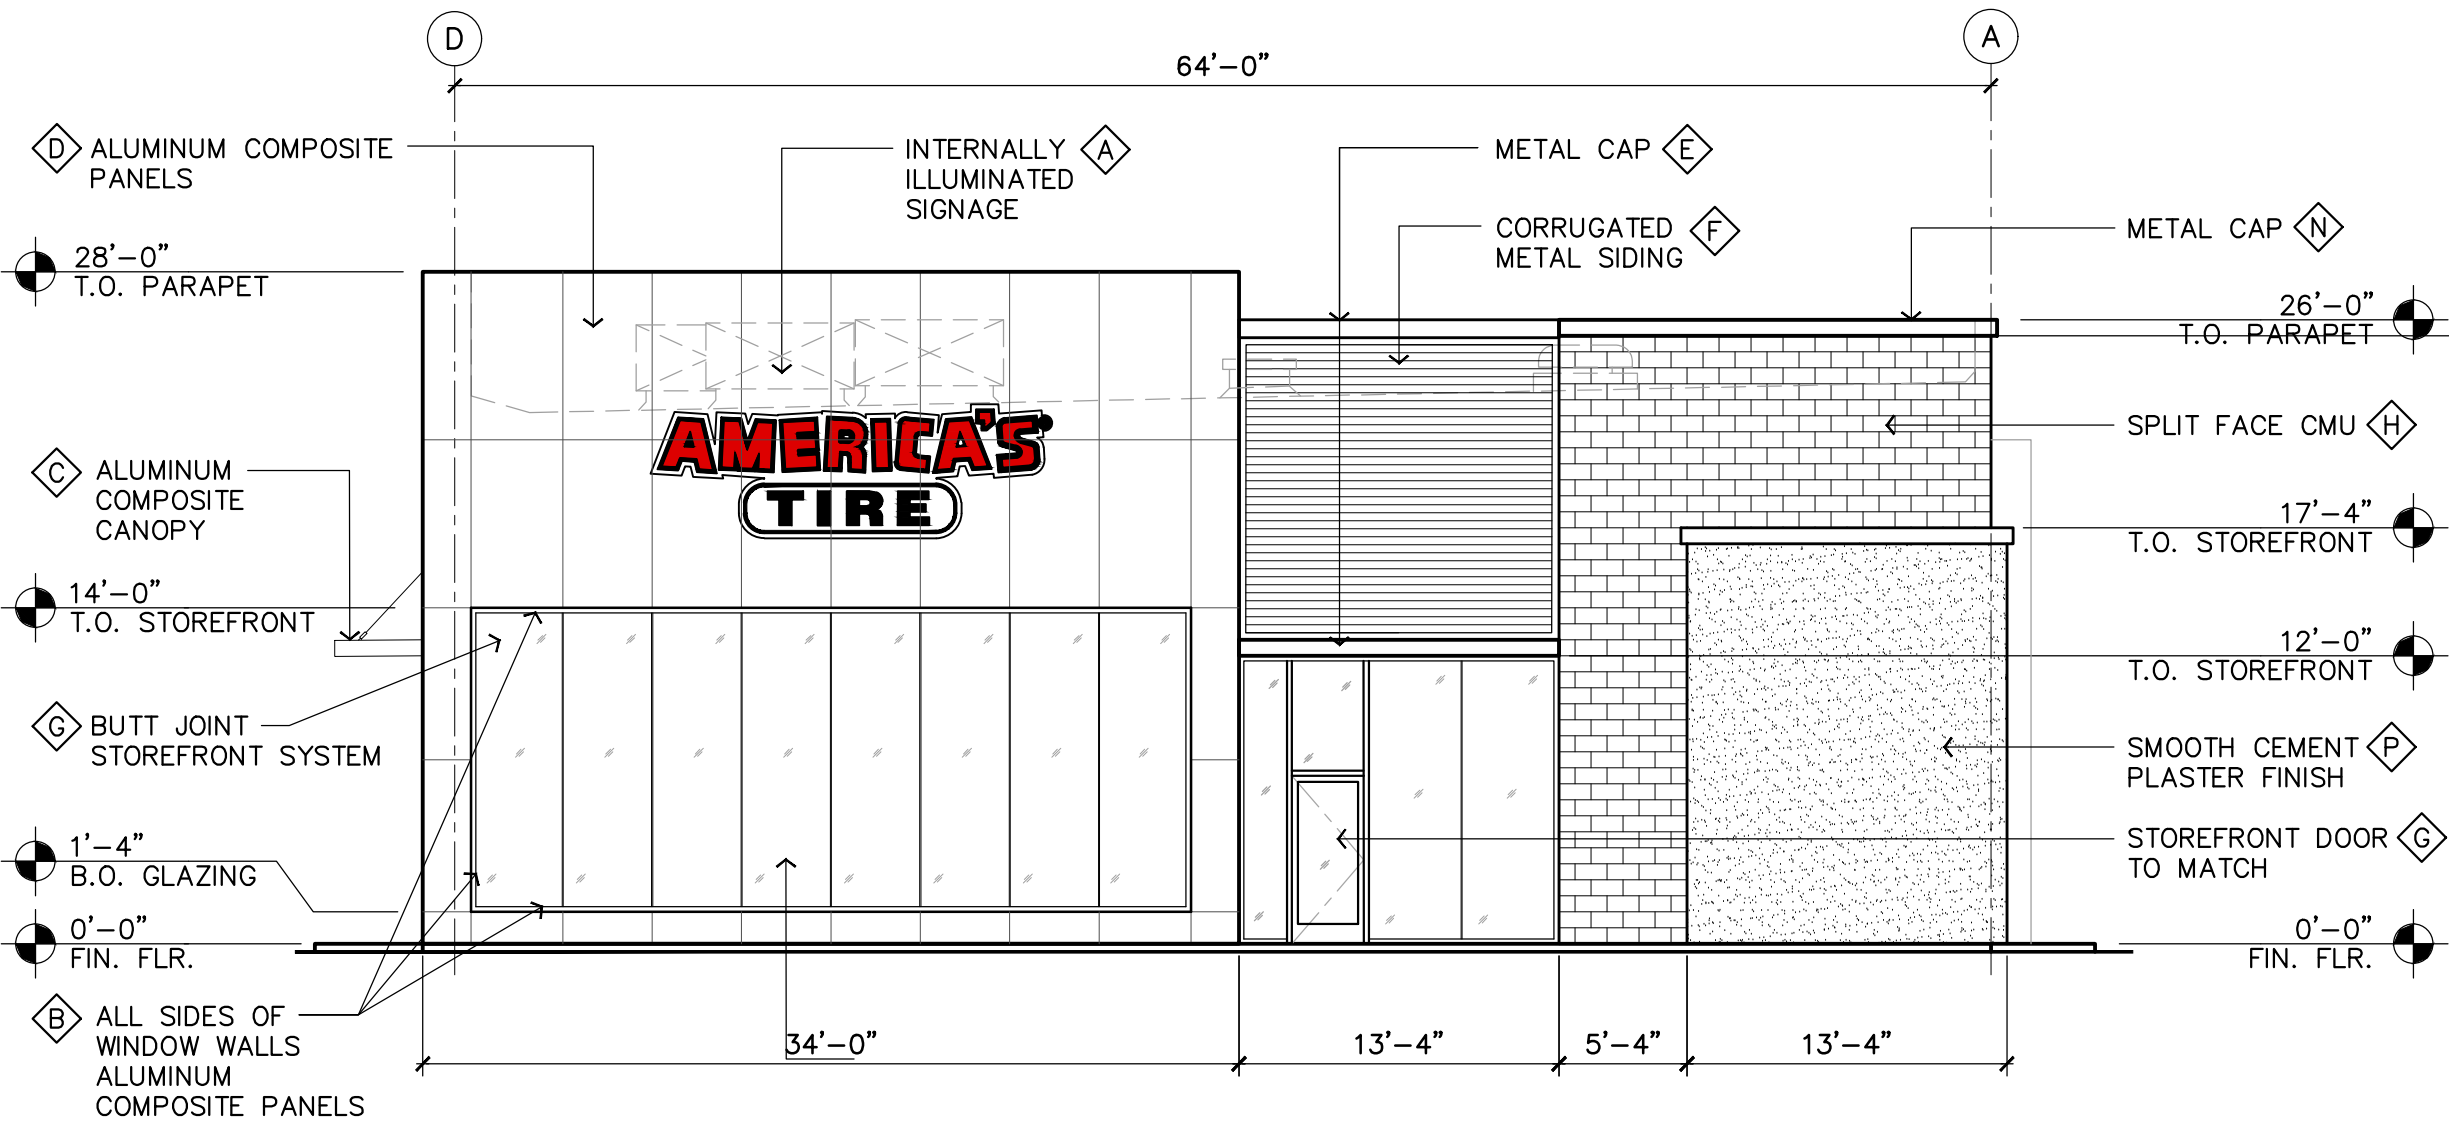 D
A
64'-0"
D
ALUMINUM COMPOSITE
PANELS
INTERNALLY
ILLUMINATED
SIGNAGE
A
METAL CAP
E
CORRUGATED
METAL SIDING
F
METAL CAP
N
28'-0"
T.O. PARAPET
26'-0"
T.O. PARAPET
AMERICA'S
TIRE
SPLIT FACE CMU
H
C
ALUMINUM
COMPOSITE
CANOPY
17'-4"
T.O. STOREFRONT
14'-0"
T.O. STOREFRONT
12'-0"
T.O. STOREFRONT
G
BUTT JOINT
STOREFRONT SYSTEM
SMOOTH CEMENT
PLASTER FINISH
P
STOREFRONT DOOR
TO MATCH
G
1'-4"
B.O. GLAZING
0'-0"
FIN. FLR.
0'-0"
FIN. FLR.
B
ALL SIDES OF
WINDOW WALLS
ALUMINUM
COMPOSITE PANELS
34'-0"
13'-4"
5'-4"
13'-4"